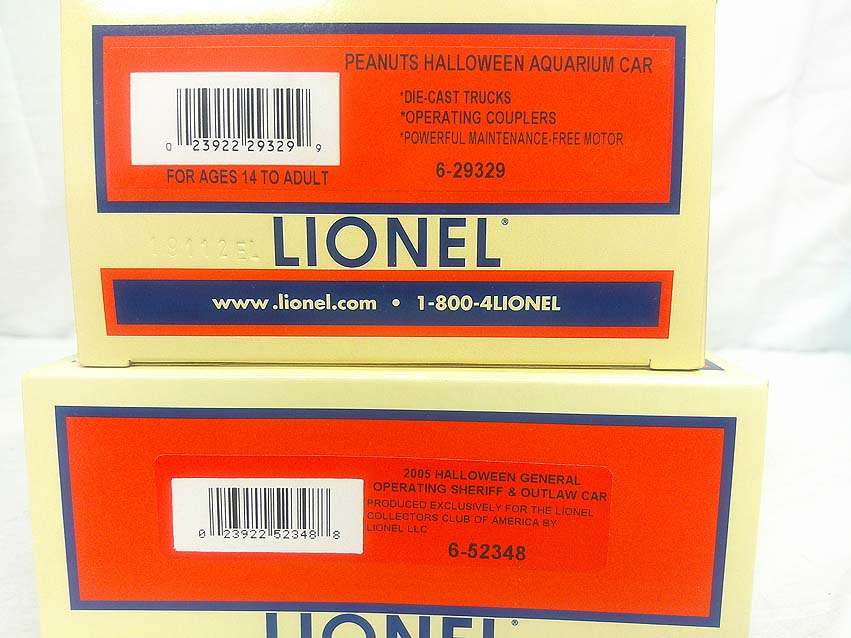 PEANUTS HALLOWEEN AQUARIUM CAR
*DIE-CAST TRUCKS
*OPERATING COUPLERS
*POWERFUL MAINTENANCE-FREE MOTOR
6-29329
0 23922 29329 9
FOR AGES 14 TO ADULT
19112EL
LIONEL®
www.lionel.com • 1-800-4LIONEL
2005 HALLOWEEN GENERAL
OPERATING SHERIFF & OUTLAW CAR
PRODUCED EXCLUSIVELY FOR THE LIONEL
COLLECTORS CLUB OF AMERICA BY
LIONEL LLC
6-52348
0 23922 52348 8
LIONEL®